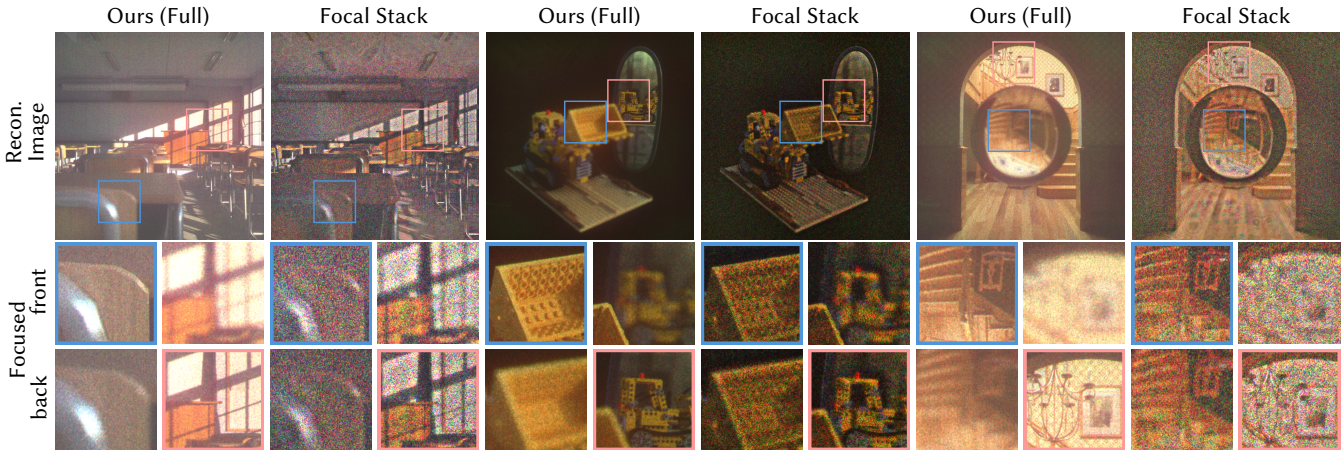 Ours (Full) Focal Stack Ours (Full) Focal Stack Ours (Full) Focal Stack
Recon.
Image
Focused
front
back